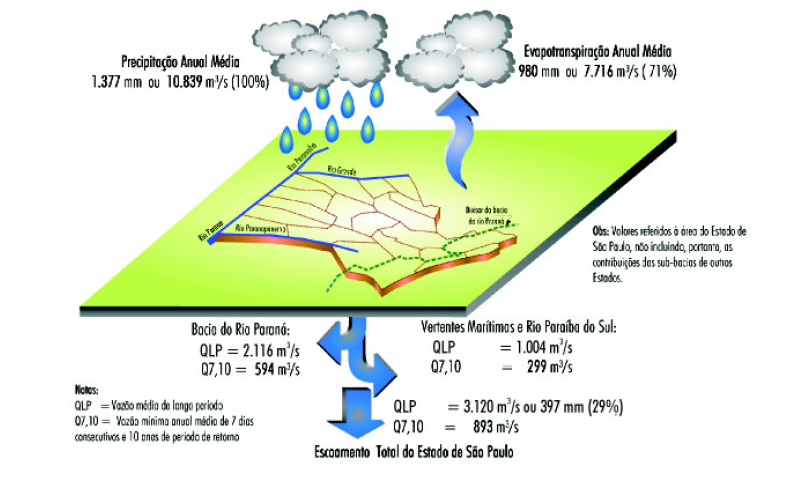 Precipitação Anual Média
1.377 mm ou 10.839 m³/s (100%)
Evapotranspiração Anual Média
980 mm ou 7.716 m³/s ( 71%)
Rio Paranaíba
Rio Grande
Rio Paraná
Rio Paranapanema
Divisor da bacia
do rio Paraná
Obs: Valores referidos à área do Estado de
São Paulo, não incluindo, portanto, as
contribuições das sub-bacias de outros
Estados.
Bacia do Rio Paraná:
QLP = 2.116 m³/s
Q7,10 = 594 m³/s
Vertentes Marítimas e Rio Paraíba do Sul:
QLP = 1.004 m³/s
Q7,10 = 299 m³/s
Notas:
QLP = Vazão média de longo período
Q7,10 = Vazão mínima anual média de 7 dias
consecutivos e 10 anos de período de retorno
QLP = 3.120 m³/s ou 397 mm (29%)
Q7,10 = 893 m³/s
Escoamento Total do Estado de São Paulo